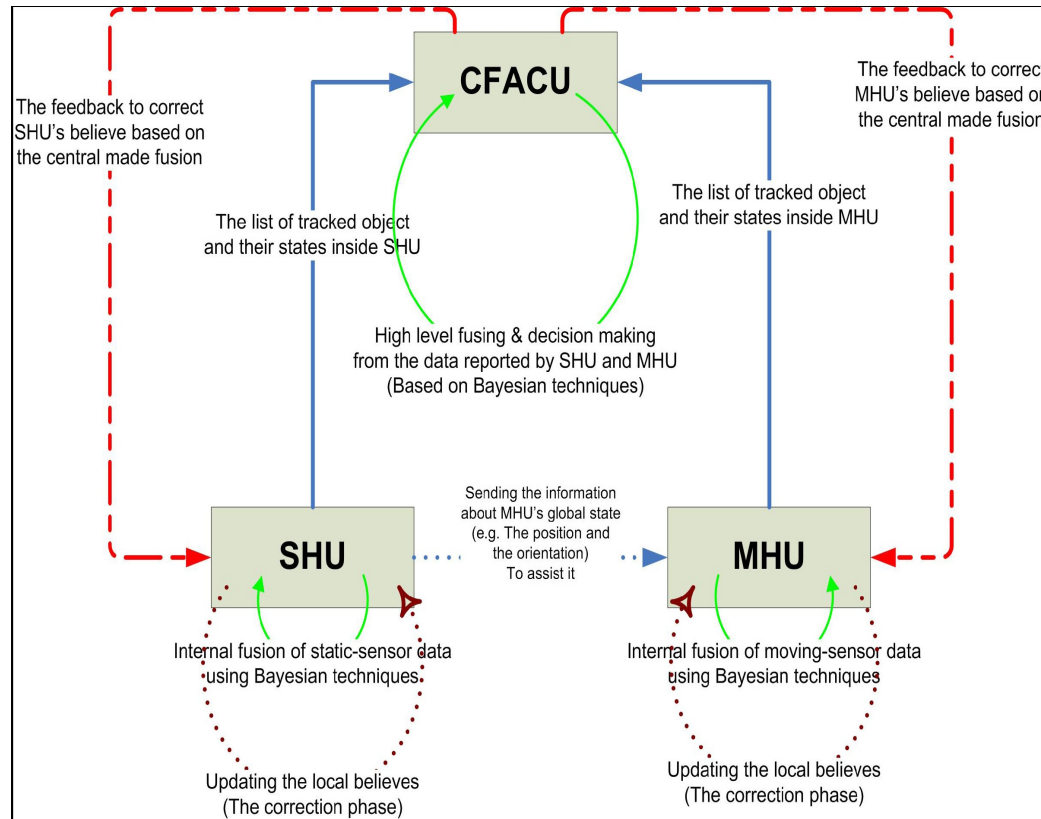 CFACU
The feedback to correct
SHU's believe based on
the central made fusion
The feedback to correct
MHU's believe based on
the central made fusion
The list of tracked object
and their states inside SHU
The list of tracked object
and their states inside MHU
High level fusing & decision making
from the data reported by SHU and MHU
(Based on Bayesian techniques)
Sending the information
about MHU's global state
(e.g. The position and
the orientation)
To assist it
SHU
MHU
Internal fusion of static-sensor data
using Bayesian techniques
Internal fusion of moving-sensor data
using Bayesian techniques
Updating the local believes
(The correction phase)
Updating the local believes
(The correction phase)